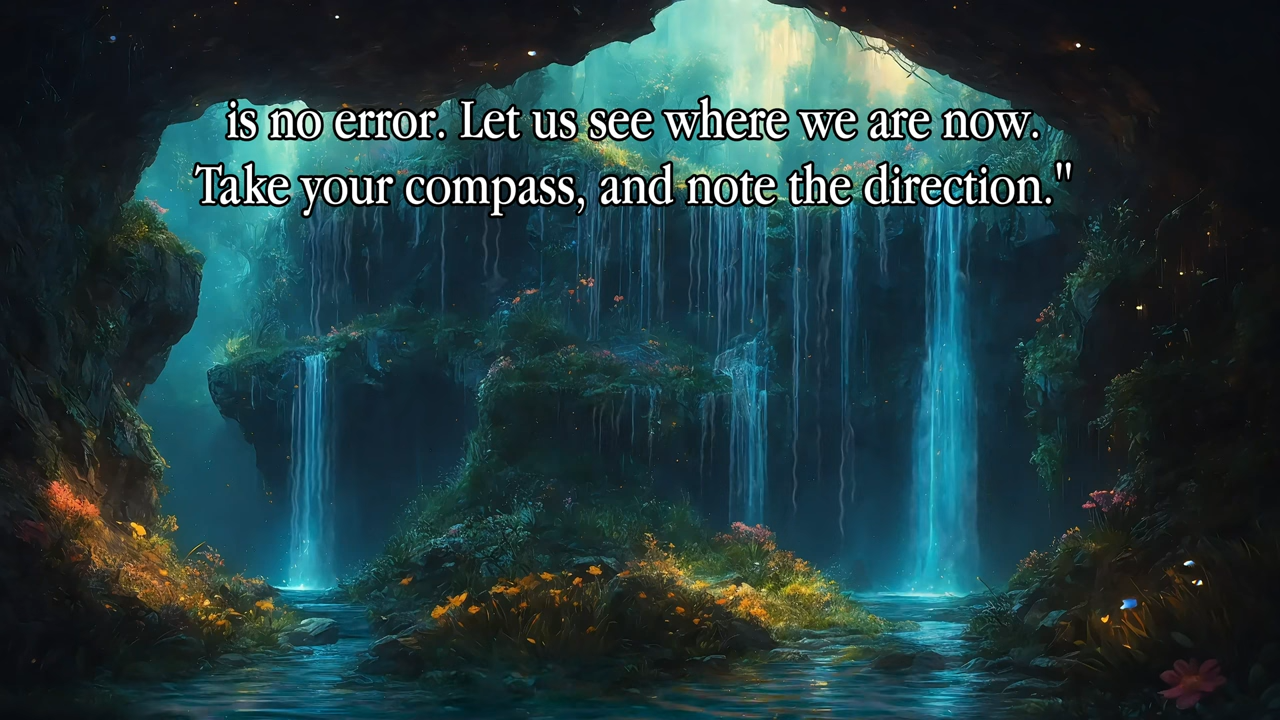 is no error. Let us see where we are now.
Take your compass, and note the direction."